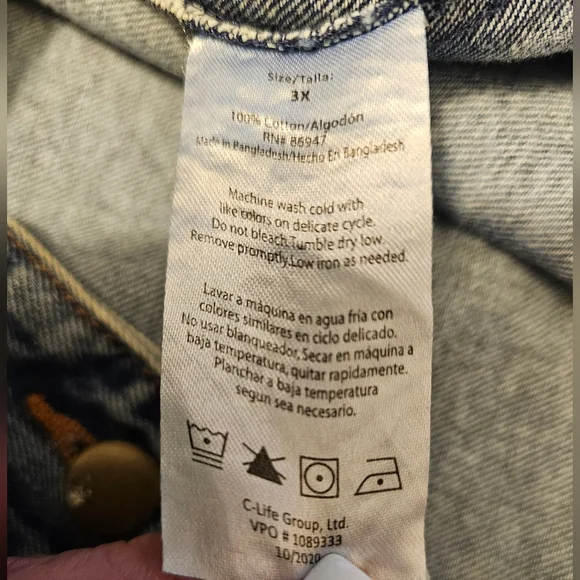 Size/Talla:
3X
100% Cotton/Algodón
RN# 86947
Made in Bangladesh/Hecho En Bangladesh
Machine wash cold with
like colors on delicate cycle.
Do not bleach.Tumble dry low.
Remove promptly.Low iron as needed.
Lavar a máquina en agua fría con
colores similares en ciclo delicado.
No usar blanqueador, Secar en máquina a
baja temperatura, quitar rapidamente.
Planchar a baja temperatura
segun sea necesario.
C-Life Group, Ltd.
VPO # 1089333
10/2020